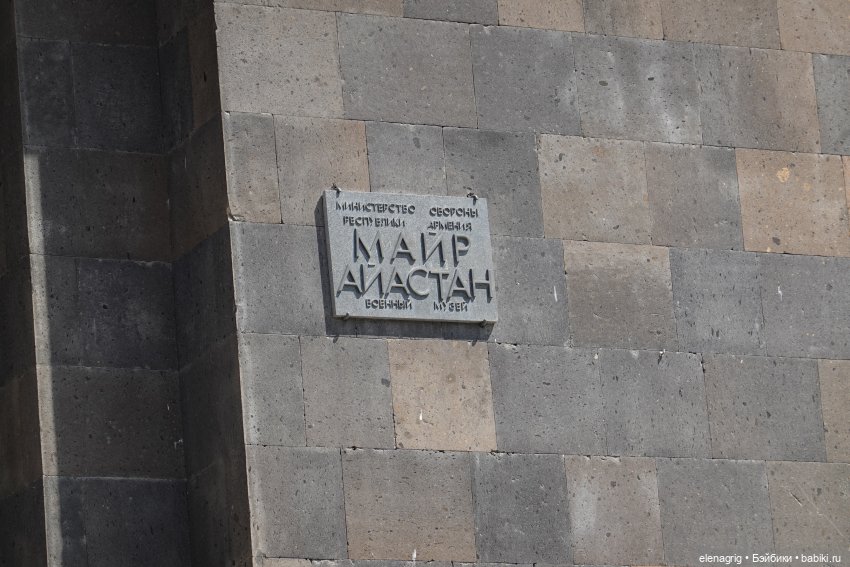 МИНИСТЕРСТВО ОБОРОНЫ
РЕСПУБЛИКИ АРМЕНИЯ
МАЙР
АЙАСТАН
ВОЕННЫЙ МУЗЕЙ
elenagrig • Бэйбики • babiki.ru